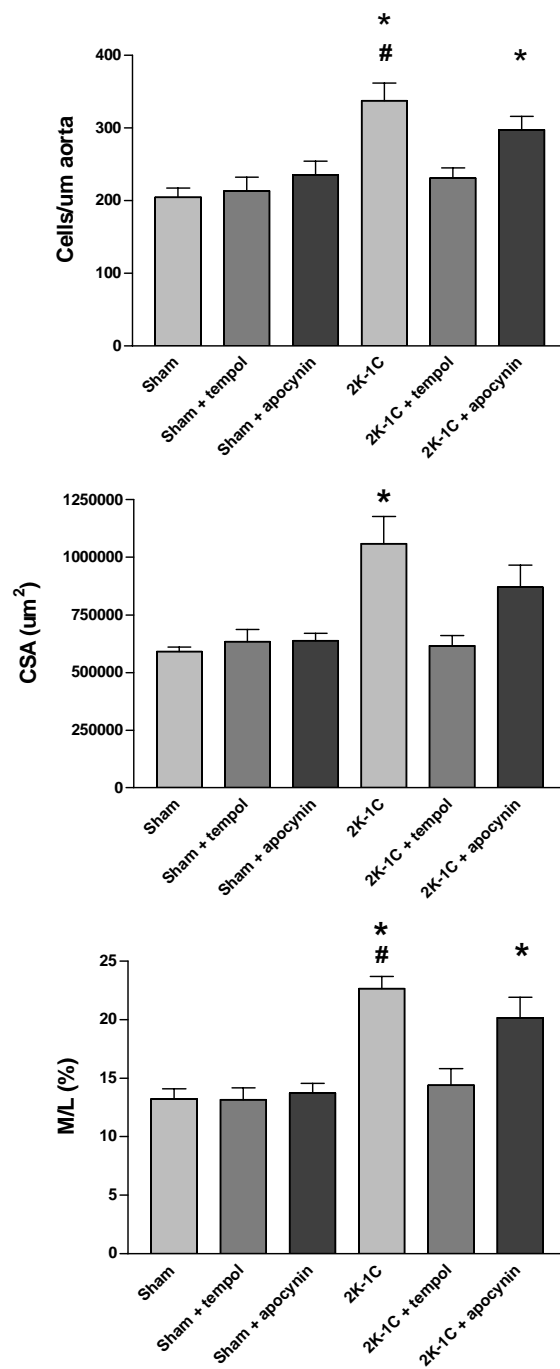 *
#
*
400
300
200
100
0
Cells/um aorta
Sham
Sham + tempol
Sham + apocynin
2K-1C
2K-1C + tempol
2K-1C + apocynin
*
1250000
1000000
750000
500000
250000
0
CSA (um²)
Sham
Sham + tempol
Sham + apocynin
2K-1C
2K-1C + tempol
2K-1C + apocynin
*
#
*
25
20
15
10
5
0
M/L (%)
Sham
Sham + tempol
Sham + apocynin
2K-1C
2K-1C + tempol
2K-1C + apocynin